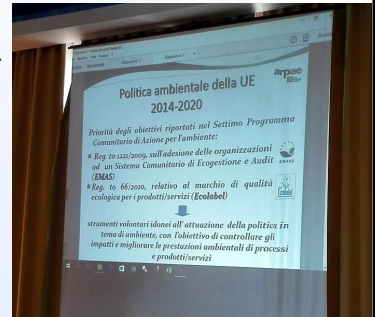 arpae
Politica ambientale della UE
2014-2020
Priorità degli obiettivi riportati nel Settimo Programma
Comunitario di Azione per l'ambiente:
Reg. to 1221/2009, sull'adesione delle organizzazioni
ad un Sistema Comunitario di Ecogestione e Audit
(EMAS)
EMAS
Reg. to 66/2010, relativo al marchio di qualità
ecologica per i prodotti/servizi (Ecolabel)
strumenti volontari idonei all'attuazione della politica in
tema di ambiente, con l'obiettivo di controllare gli
impatti e migliorare le prestazioni ambientali di processi
e prodotti/servizi